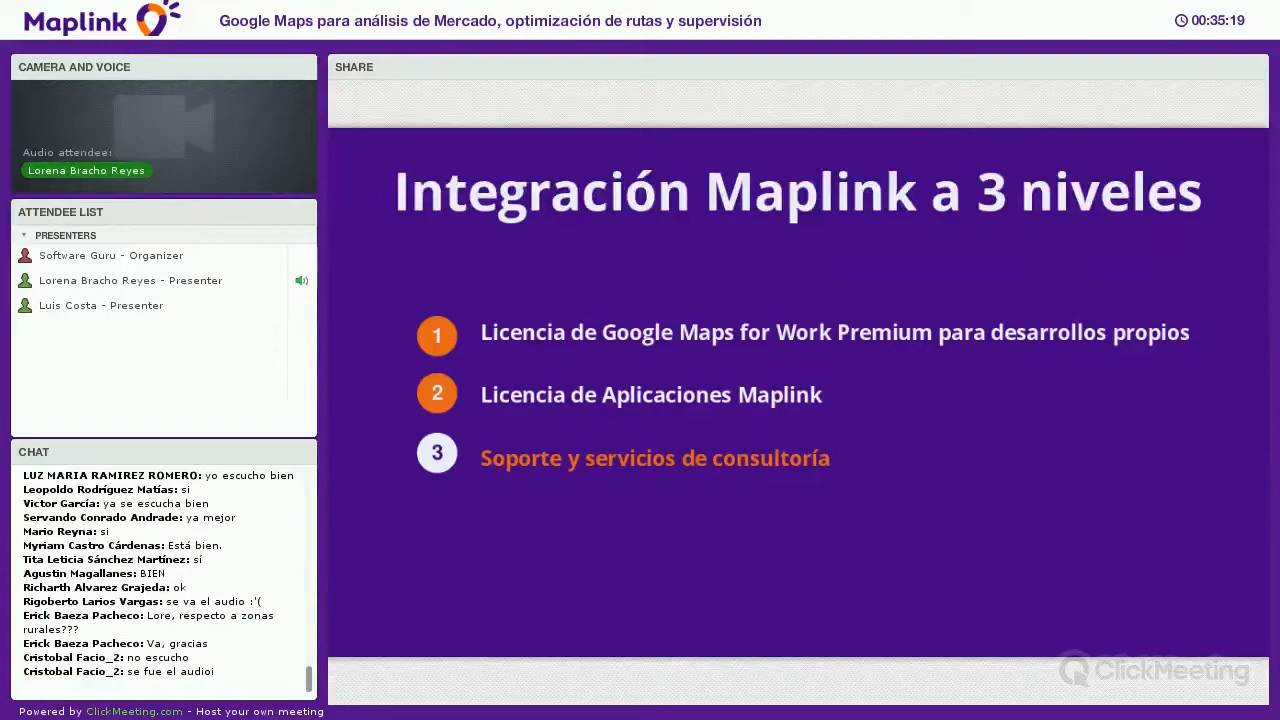 Maplink
Google Maps para análisis de Mercado, optimización de rutas y supervisión
00:35:19
CAMERA AND VOICE
Audio attendee:
Lorena Bracho Reyes
ATTENDEE LIST
PRESENTERS
Software Guru - Organizer
Lorena Bracho Reyes - Presenter
Luis Costa - Presenter
CHAT
LUZ MARIA RAMIREZ ROMERO: yo escucho bien
Leopoldo Rodríguez Matías: si
Victor García: ya se escucha bien
Servando Conrado Andrade: ya mejor
Mario Reyna: si
Myriam Castro Cárdenas: Está bien.
Tita Leticia Sánchez Martínez: sí
Agustin Magallanes: BIEN
Richarth Alvarez Grajeda: ok
Rigoberto Larios Vargas: se va el audio :'(
Erick Baeza Pacheco: Lore, respecto a zonas
rurales???
Erick Baeza Pacheco: Va, gracias
Cristobal Facio_2: no escucho
Cristobal Facio_2: se fue el audioi
Powered by ClickMeeting.com - Host your own meeting
SHARE
Integración Maplink a 3 niveles
1 Licencia de Google Maps for Work Premium para desarrollos propios
2 Licencia de Aplicaciones Maplink
3 Soporte y servicios de consultoría
ClickMeeting